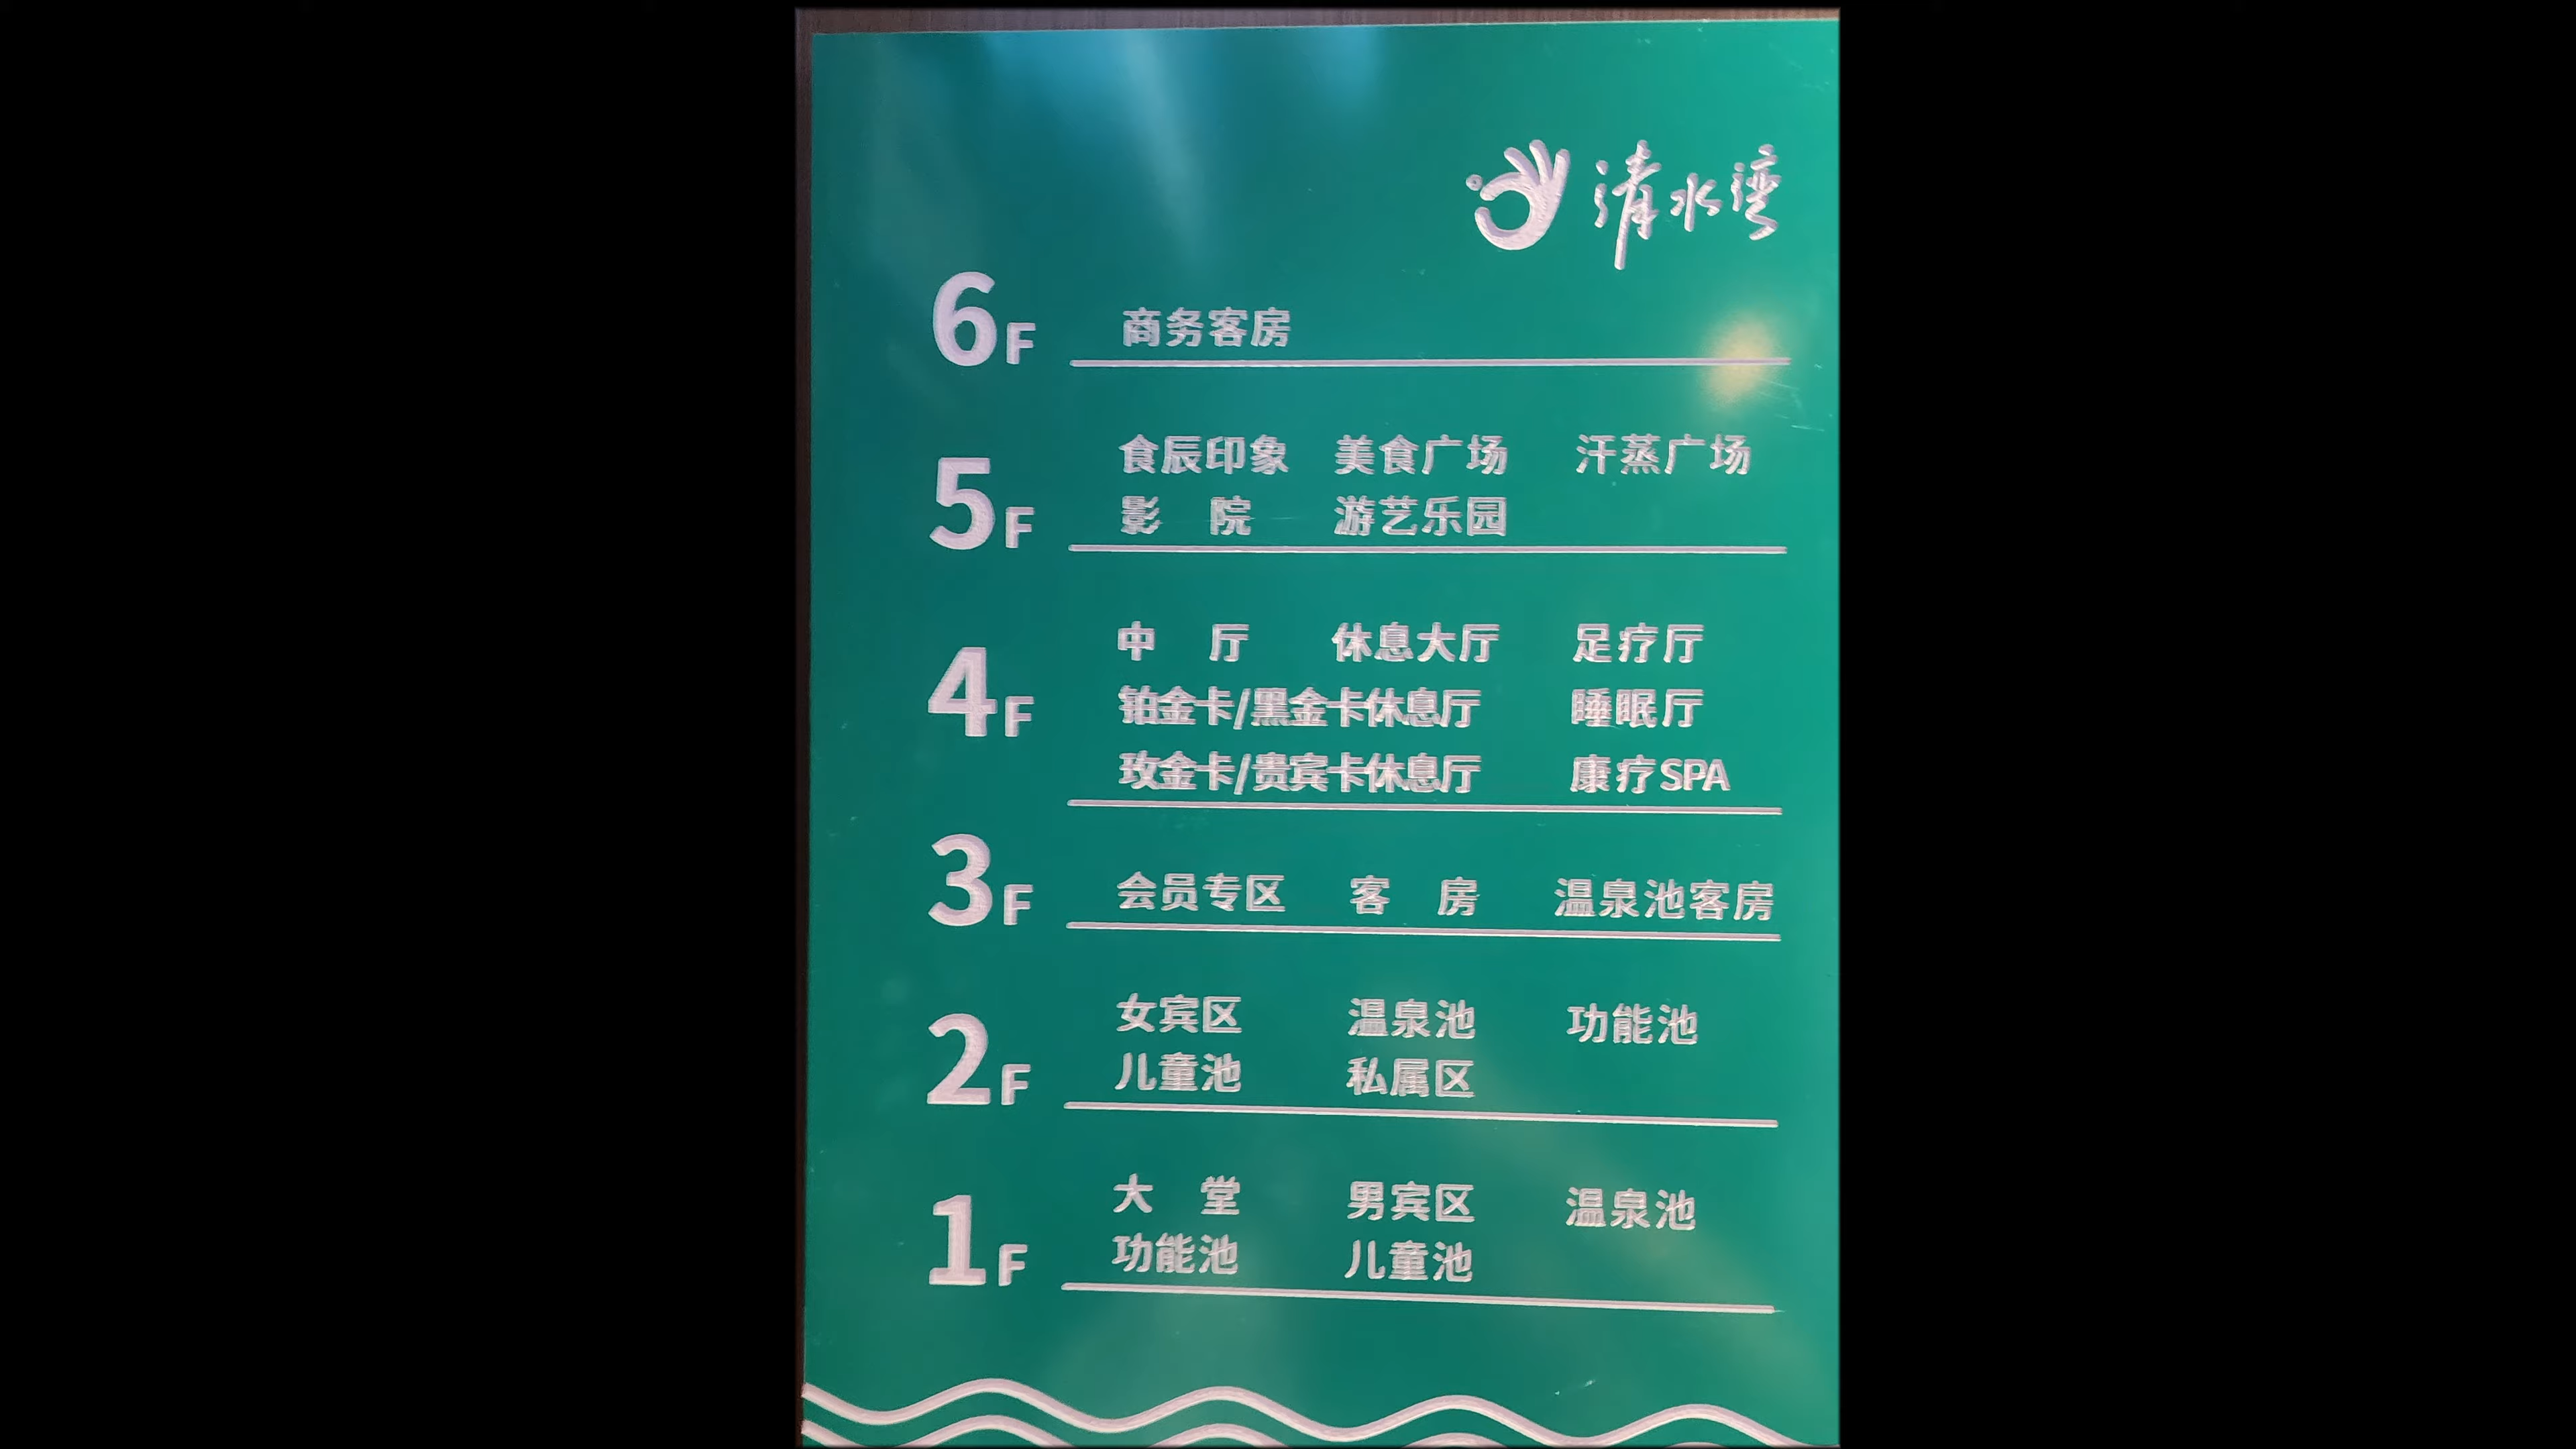 清水湾
6F 商务客房
5F 食辰印象 美食广场 汗蒸广场
影 院 游艺乐园
4F 中 厅 休息大厅 足疗厅
铂金卡/黑金卡休息厅 睡眠厅
玫金卡/贵宾卡休息厅 康疗SPA
3F 会员专区 客 房 温泉池客房
2F 女宾区 温泉池 功能池
儿童池 私属区
1F 大 堂 男宾区 温泉池
功能池 儿童池